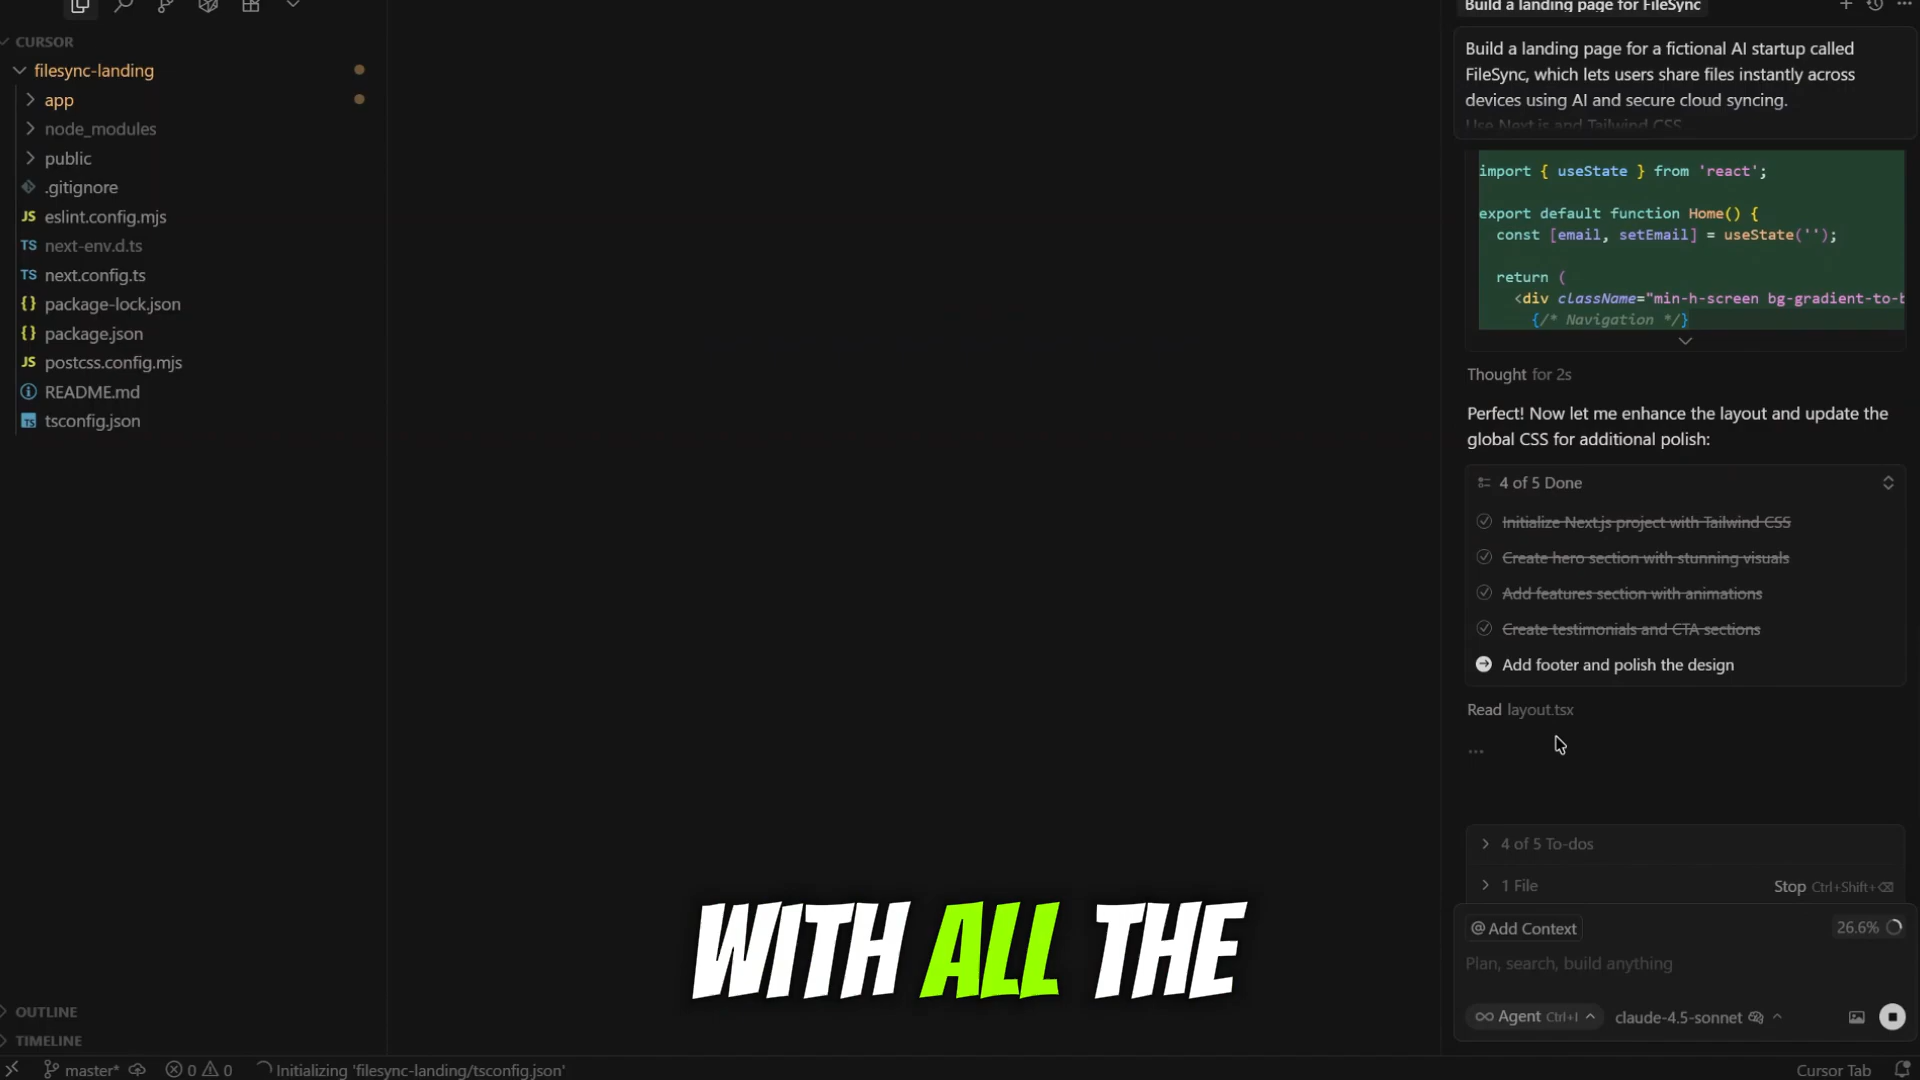 CURSOR
filesync-landing
app
node_modules
public
.gitignore
JS eslint.config.mjs
TS next-env.d.ts
TS next.config.ts
{} package-lock.json
{} package.json
JS postcss.config.mjs
README.md
TS tsconfig.json
OUTLINE
TIMELINE
master* 0 0 Initializing 'filesync-landing/tsconfig.json'
Build a landing page for FileSync
Build a landing page for a fictional AI startup called
FileSync, which lets users share files instantly across
devices using AI and secure cloud syncing.
Use Next.js and Tailwind CSS
import { useState } from 'react';
export default function Home() {
const [email, setEmail] = useState('');
return (
<div className="min-h-screen bg-gradient-to-b
{/* Navigation */}
Thought for 2s
Perfect! Now let me enhance the layout and update the
global CSS for additional polish:
4 of 5 Done
Initialize Next.js project with Tailwind CSS
Create hero section with stunning visuals
Add features section with animations
Create testimonials and CTA sections
Add footer and polish the design
Read layout.tsx
...
4 of 5 To-dos
1 File Stop Ctrl+Shift+⌫
@ Add Context 26.6%
Plan, search, build anything
∞ Agent Ctrl+I claude-4.5-sonnet
Cursor Tab
WITH ALL THE